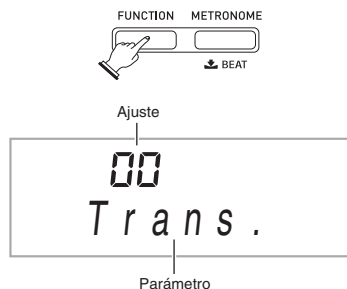 FUNCTION METRONOME
BEAT
Ajuste
00
Trans.
Parámetro